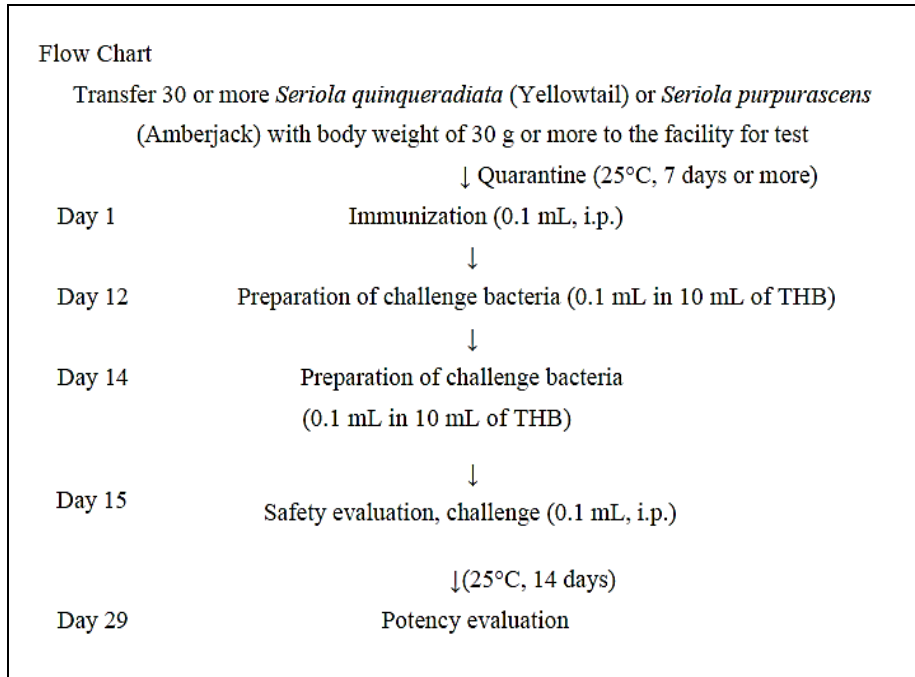 Flow Chart
Transfer 30 or more Seriola quinqueradiata (Yellowtail) or Seriola purpurascens
(Amberjack) with body weight of 30 g or more to the facility for test
↓ Quarantine (25°C, 7 days or more)
Day 1 Immunization (0.1 mL, i.p.)
↓
Day 12 Preparation of challenge bacteria (0.1 mL in 10 mL of THB)
↓
Day 14 Preparation of challenge bacteria
(0.1 mL in 10 mL of THB)
↓
Day 15 Safety evaluation, challenge (0.1 mL, i.p.)
↓(25°C, 14 days)
Day 29 Potency evaluation